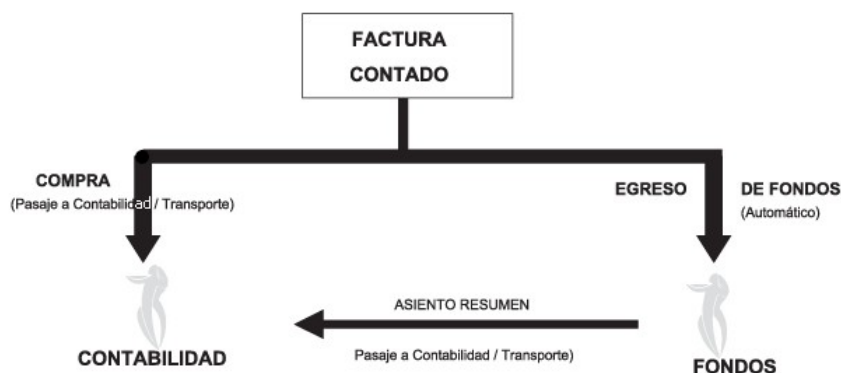 FACTURA
CONTADO
COMPRA
(Pasaje a Contabilidad / Transporte)
EGRESO DE FONDOS
(Automático)
ASIENTO RESUMEN
Pasaje a Contabilidad / Transporte)
CONTABILIDAD
FONDOS